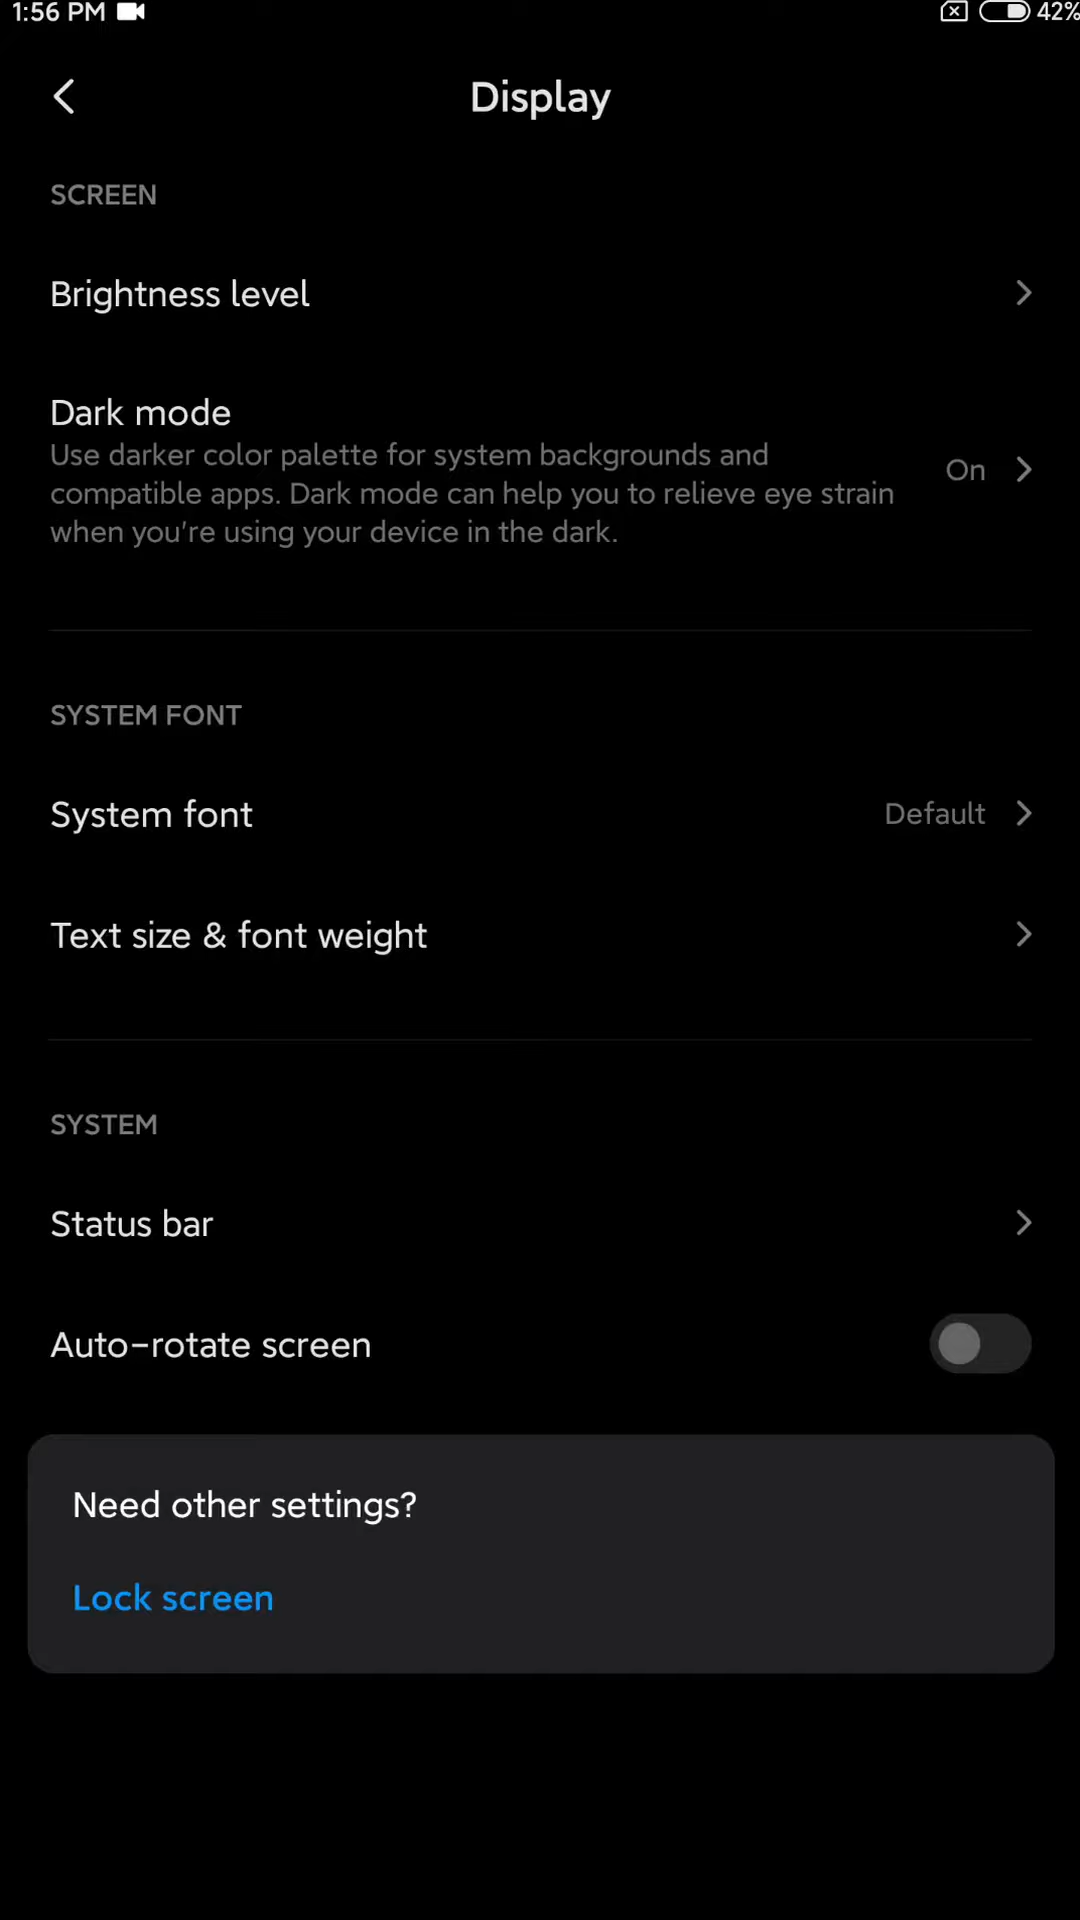 1:56 PM 42%
Display
SCREEN
Brightness level
Dark mode
Use darker color palette for system backgrounds and
compatible apps. Dark mode can help you to relieve eye strain
when you're using your device in the dark.
On
SYSTEM FONT
System font Default
Text size & font weight
SYSTEM
Status bar
Auto-rotate screen
Need other settings?
Lock screen